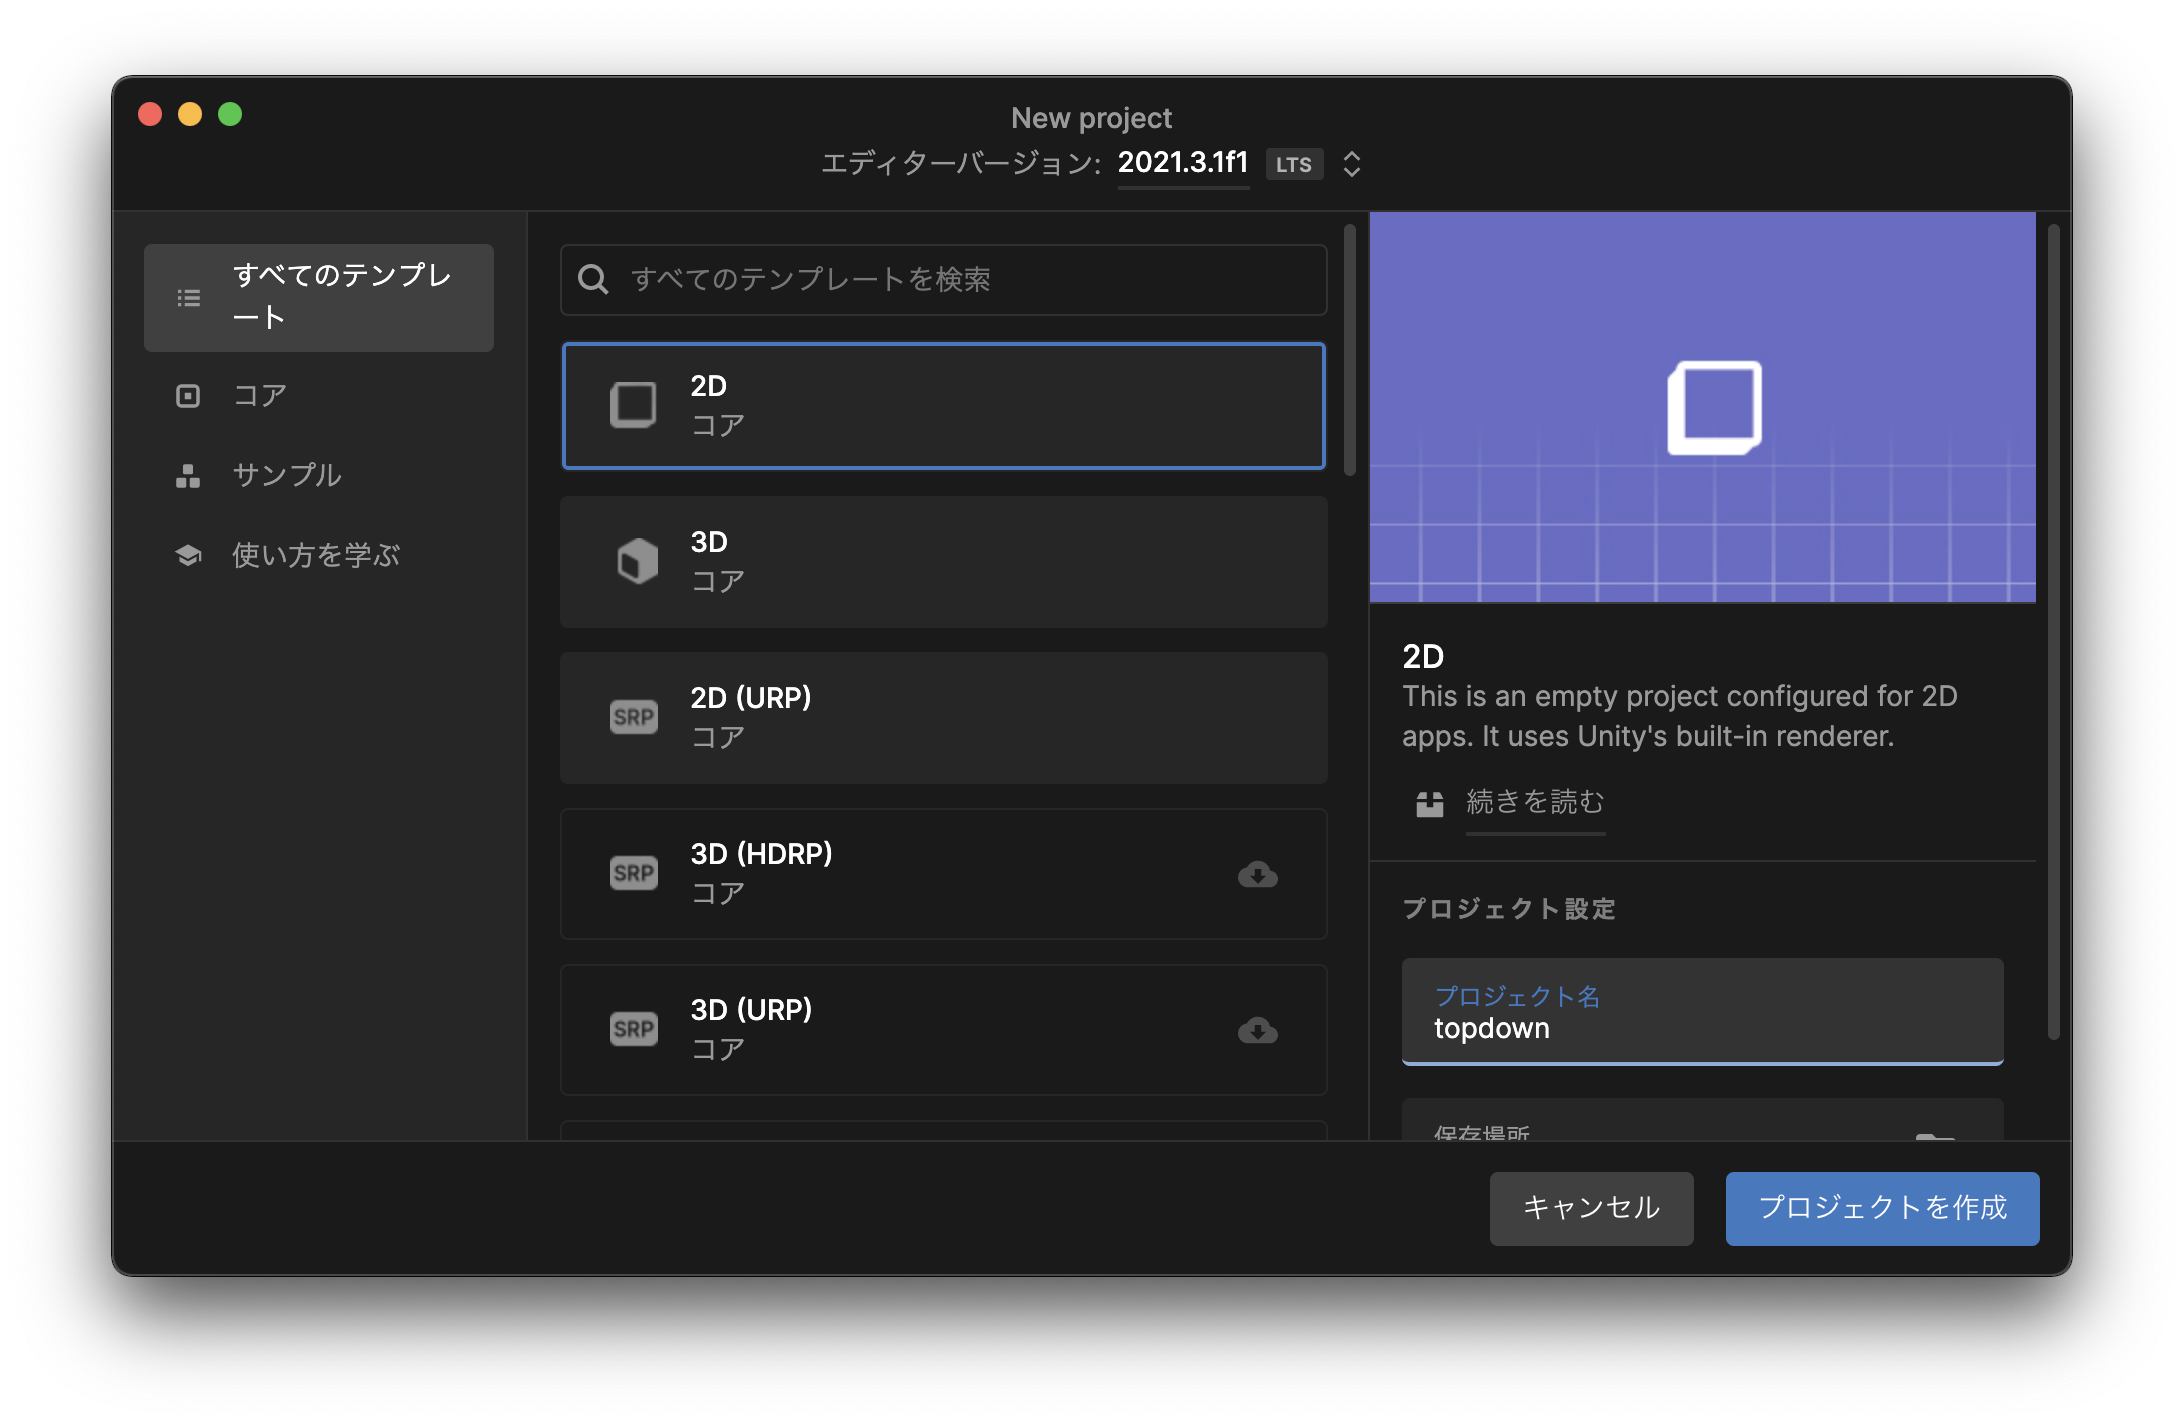 New project
エディターバージョン: 2021.3.1f1 LTS
すべてのテンプレ
ート
コア
サンプル
使い方を学ぶ
すべてのテンプレートを検索
2D
コア
3D
コア
SRP
2D (URP)
コア
SRP
3D (HDRP)
コア
SRP
3D (URP)
コア
2D
This is an empty project configured for 2D
apps. It uses Unity's built-in renderer.
続きを読む
プロジェクト設定
プロジェクト名
topdown
保存場所
キャンセル
プロジェクトを作成